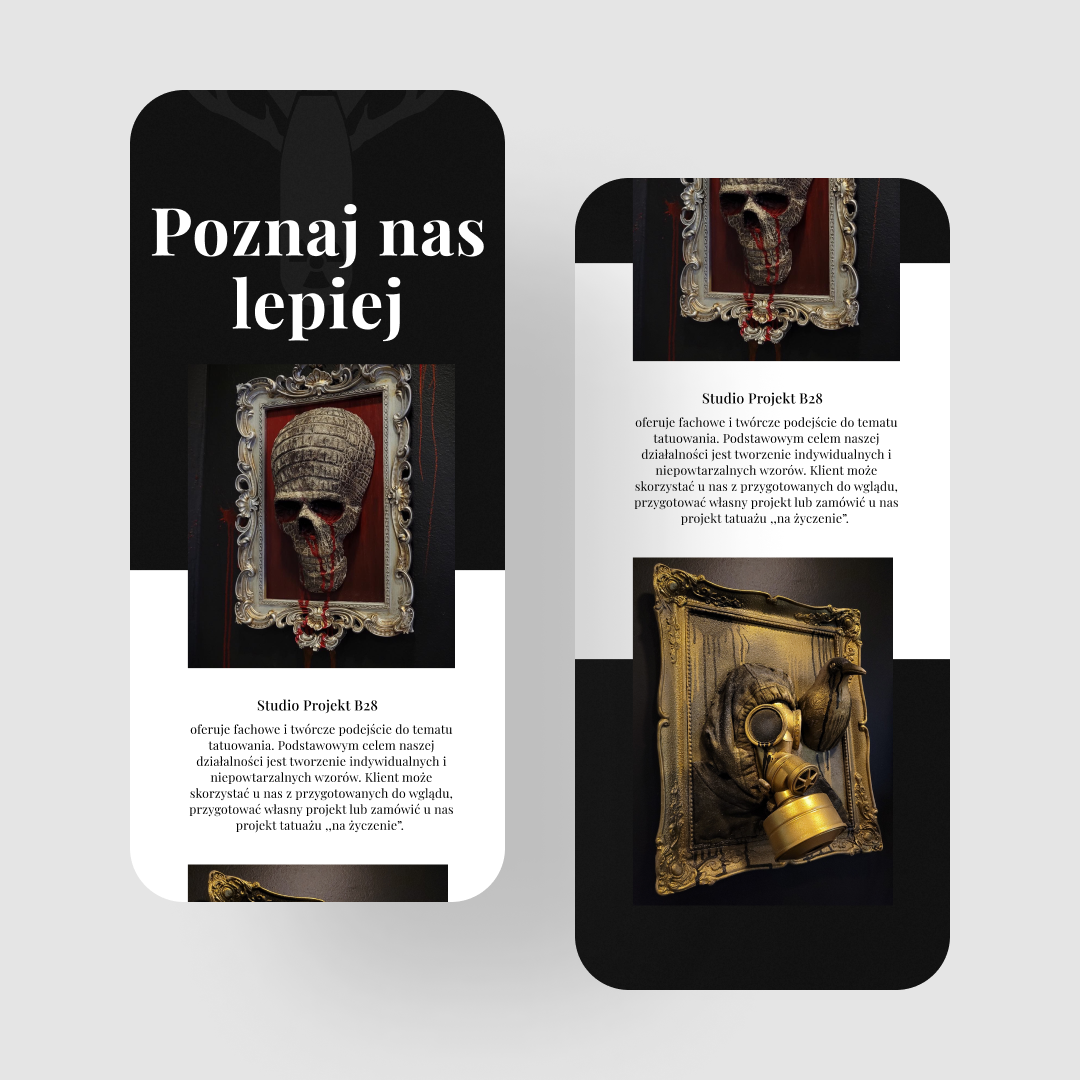 Poznaj nas
lepiej
Studio Projekt B28
oferuje fachowe i twórcze podejście do tematu
tatuowania. Podstawowym celem naszej
działalności jest tworzenie indywidualnych i
niepowtarzalnych wzorów. Klient może
skorzystać u nas z przygotowanych do wglądu,
przygotować własny projekt lub zamówić u nas
projekt tatuażu ,,na życzenie”.
Studio Projekt B28
oferuje fachowe i twórcze podejście do tematu
tatuowania. Podstawowym celem naszej
działalności jest tworzenie indywidualnych i
niepowtarzalnych wzorów. Klient może
skorzystać u nas z przygotowanych do wglądu,
przygotować własny projekt lub zamówić u nas
projekt tatuażu ,,na życzenie”.